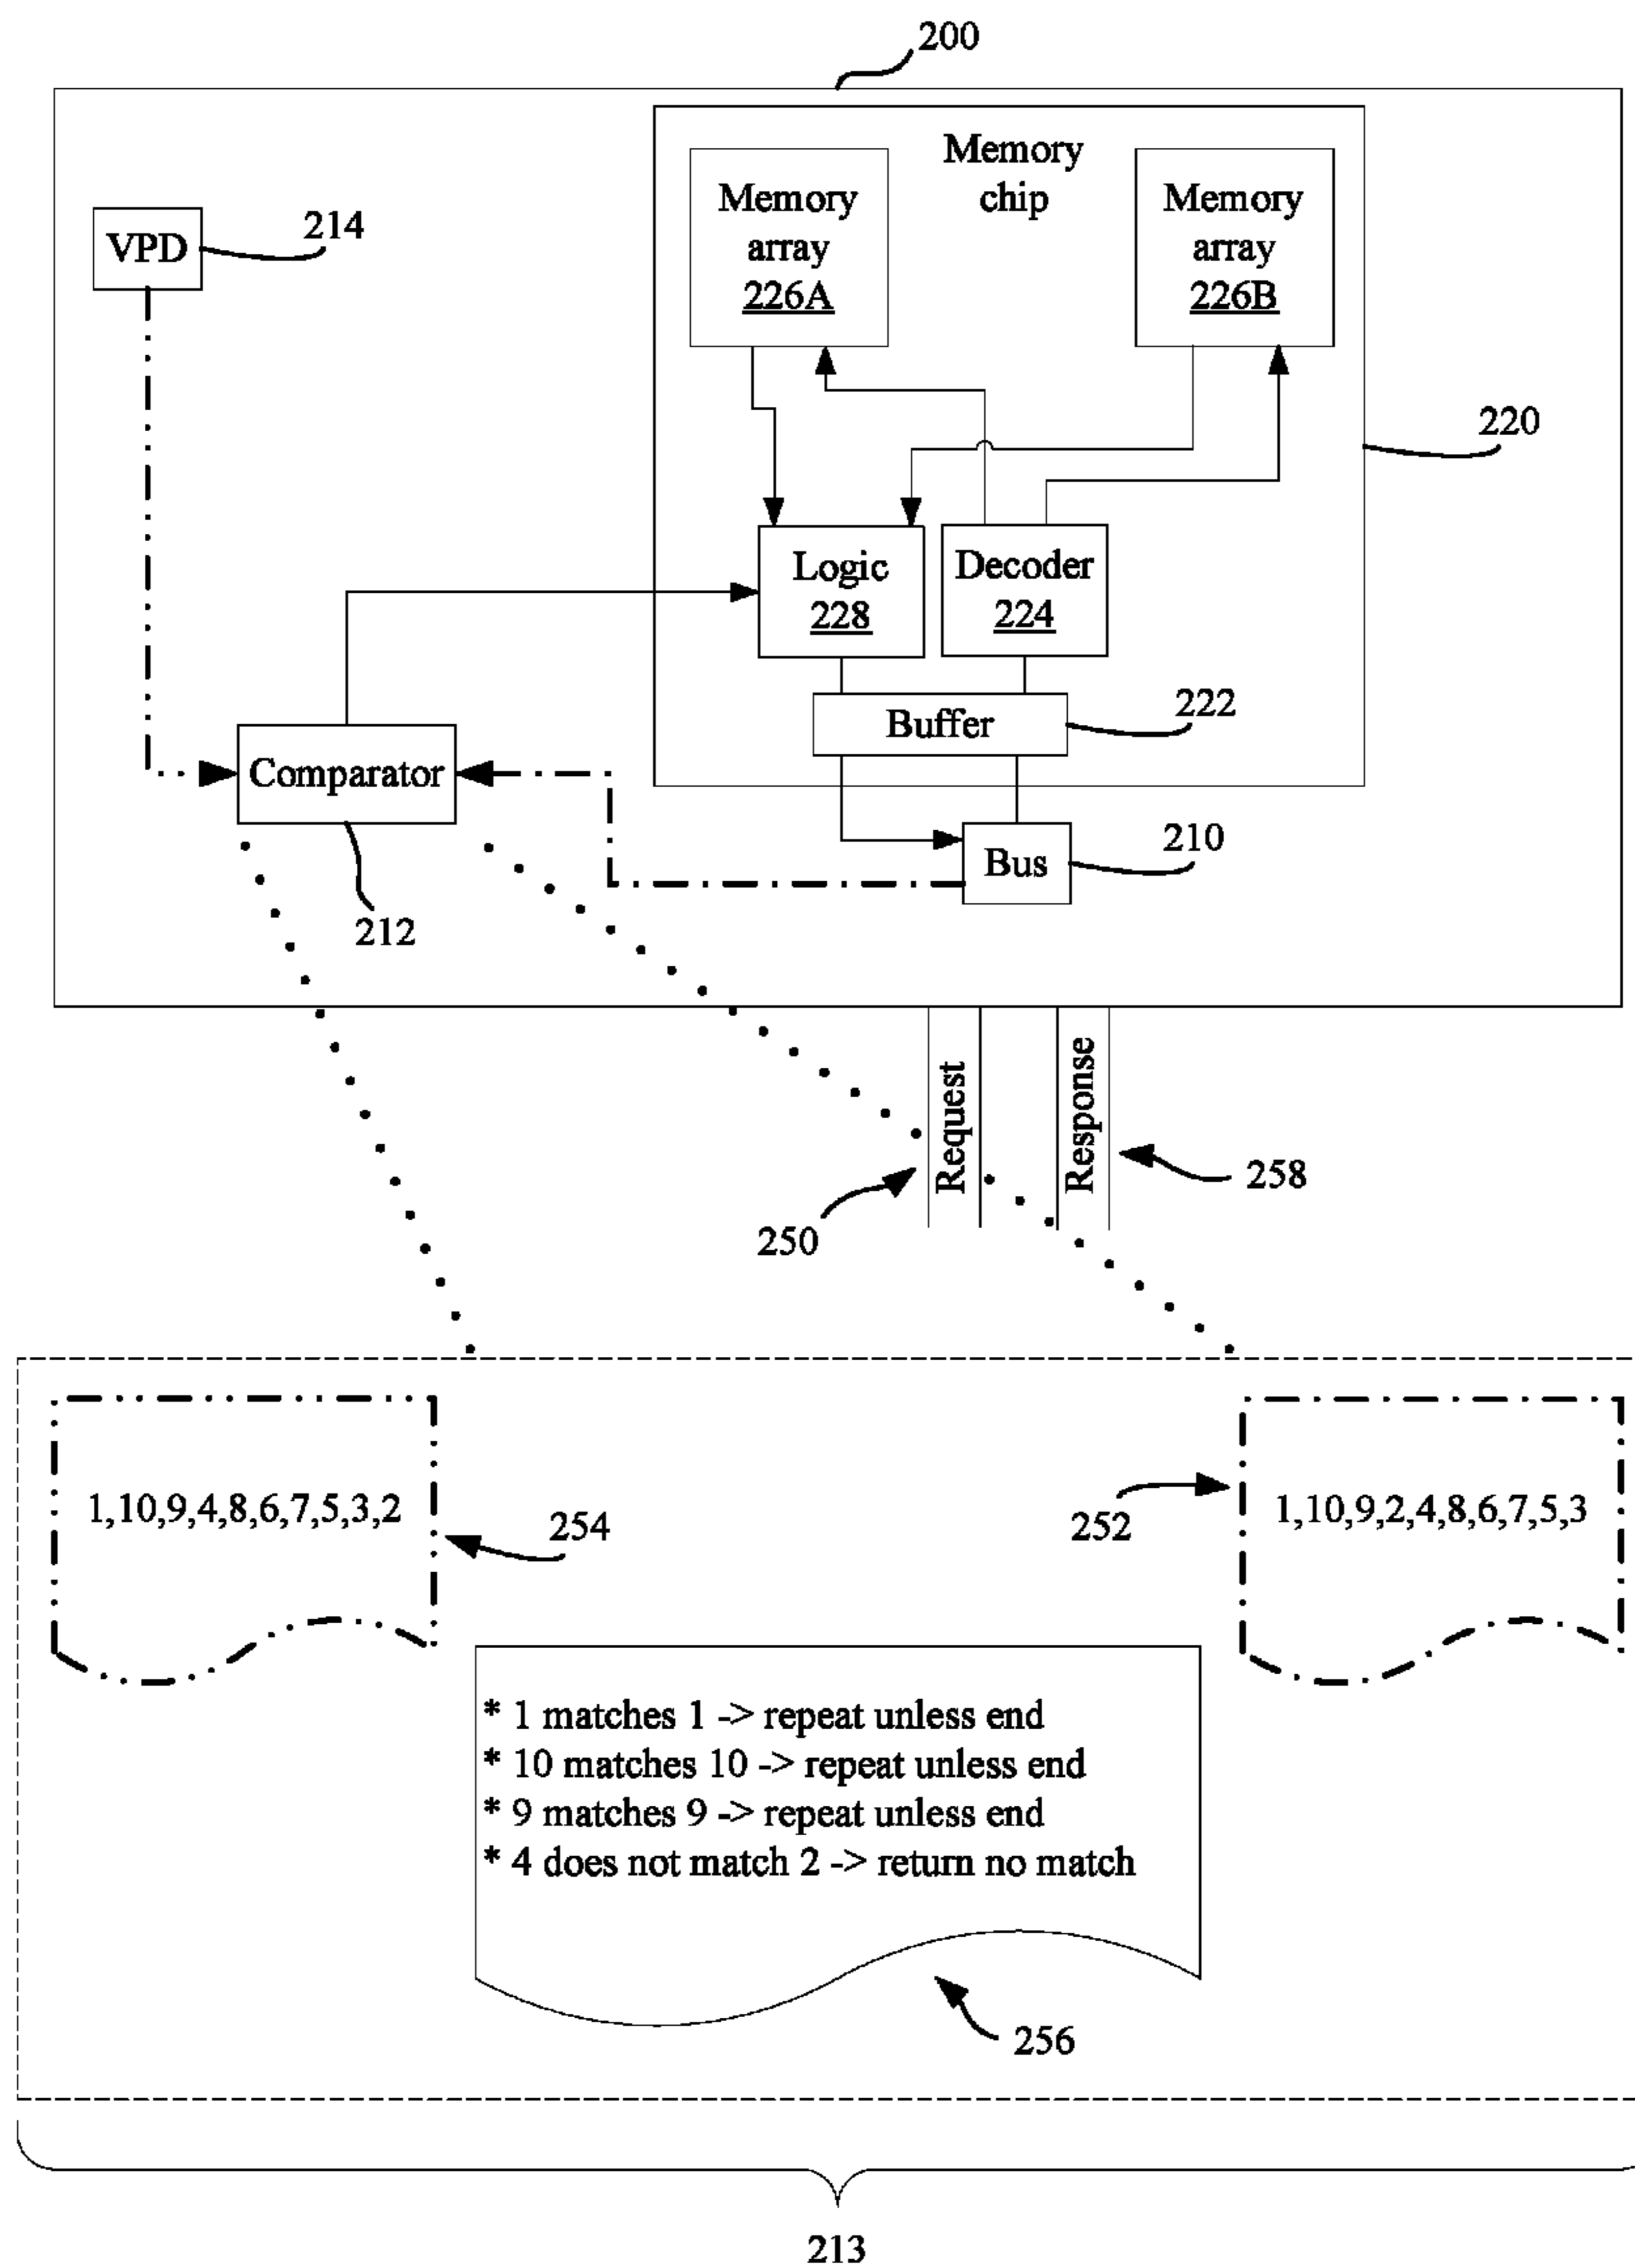 200
Memory
chip
Memory
array
226A
Memory
array
226B
VPD
214
220
Logic
228
Decoder
224
Buffer
222
Comparator
212
Bus
210
Request
250
Response
258
1,10,9,4,8,6,7,5,3,2
254
252
1,10,9,2,4,8,6,7,5,3
* 1 matches 1 -> repeat unless end
* 10 matches 10 -> repeat unless end
* 9 matches 9 -> repeat unless end
* 4 does not match 2 -> return no match
256
213